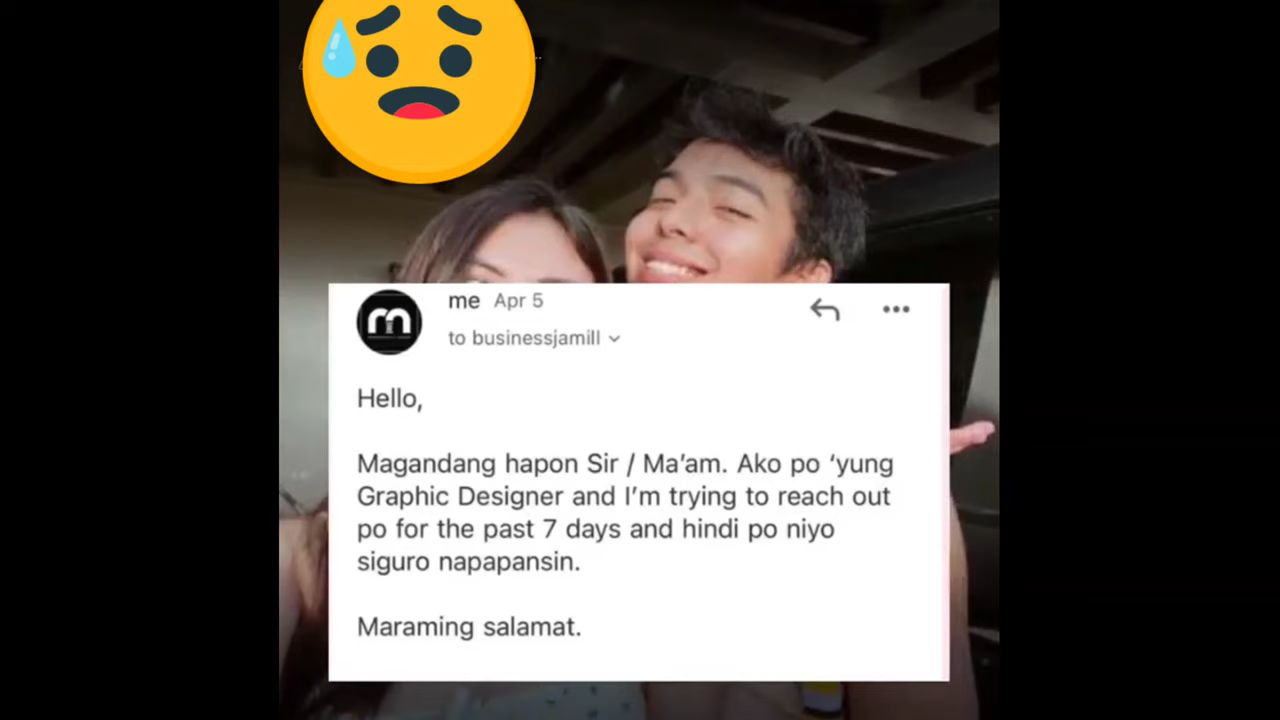 me Apr 5
to businessjamill
Hello,
Magandang hapon Sir / Ma'am. Ako po ‘yung
Graphic Designer and I’m trying to reach out
po for the past 7 days and hindi po niyo
siguro napapansin.
Maraming salamat.